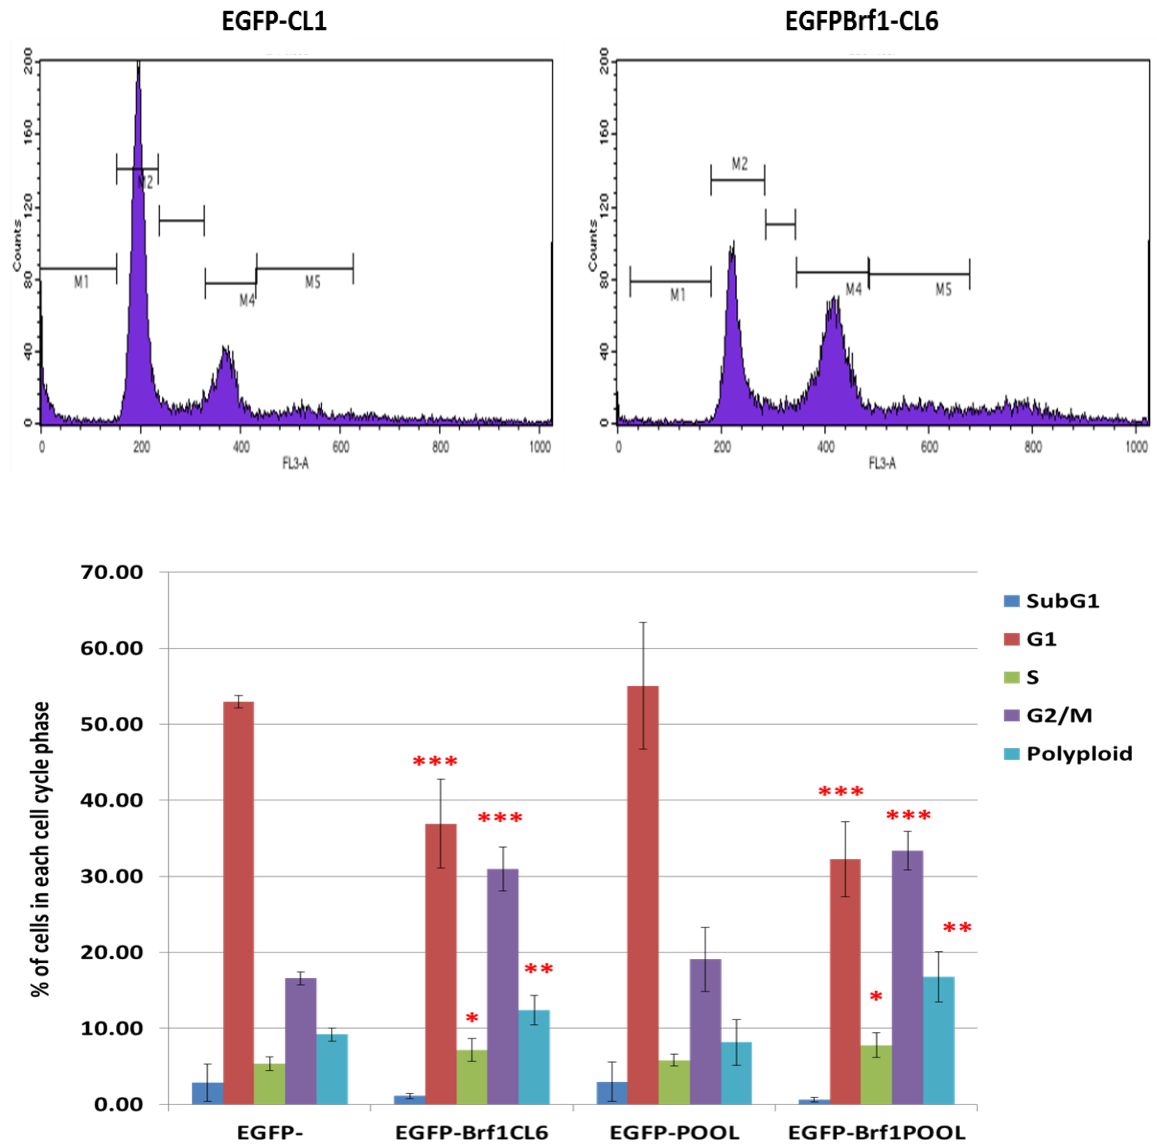 EGFP-CL1
EGFPBrf1-CL6
Counts
0 40 80 120 160 200
M1
M2
M4
M5
0 200 400 600 800 1000
FL3-A
Counts
0 40 80 120 160 200
M1
M2
M4
M5
0 200 400 600 800 1000
FL3-A
% of cells in each cell cycle phase
70.00
60.00
50.00
40.00
30.00
20.00
10.00
0.00
*** *** * **
*** *** * **
EGFP- EGFP-Brf1CL6 EGFP-POOL EGFP-Brf1POOL
SubG1
G1
S
G2/M
Polyploid